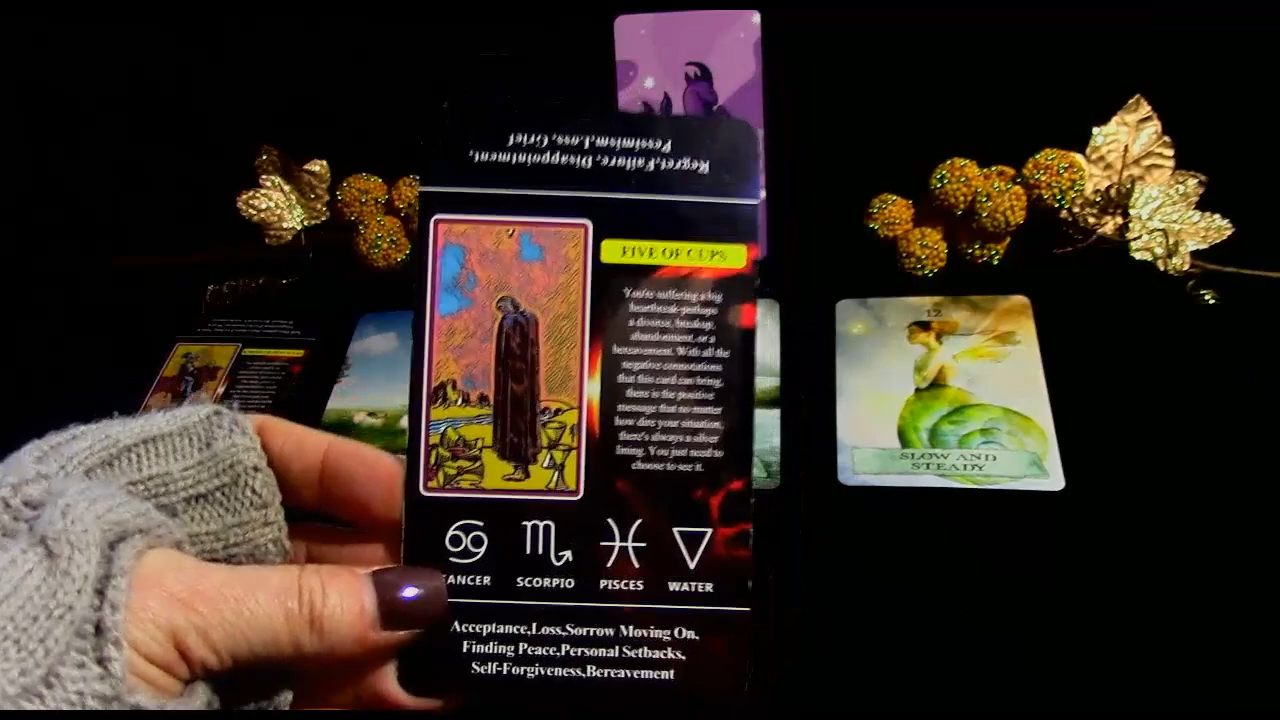 Regret,Failure, Disappointment,
Pessimism,Loss, Grief
FIVE OF CUPS
You're suffering a big
heartbreak-perhaps
a divorce, breakup,
abandonment, or a
bereavement. With all the
negative connotations
that this card can bring,
there is the positive
message that no matter
how dire your situation,
there's always a silver
lining. You just need to
choose to see it.
ANCER SCORPIO PISCES WATER
Acceptance,Loss,Sorrow Moving On,
Finding Peace,Personal Setbacks,
Self-Forgiveness,Bereavement
12
SLOW AND
STEADY